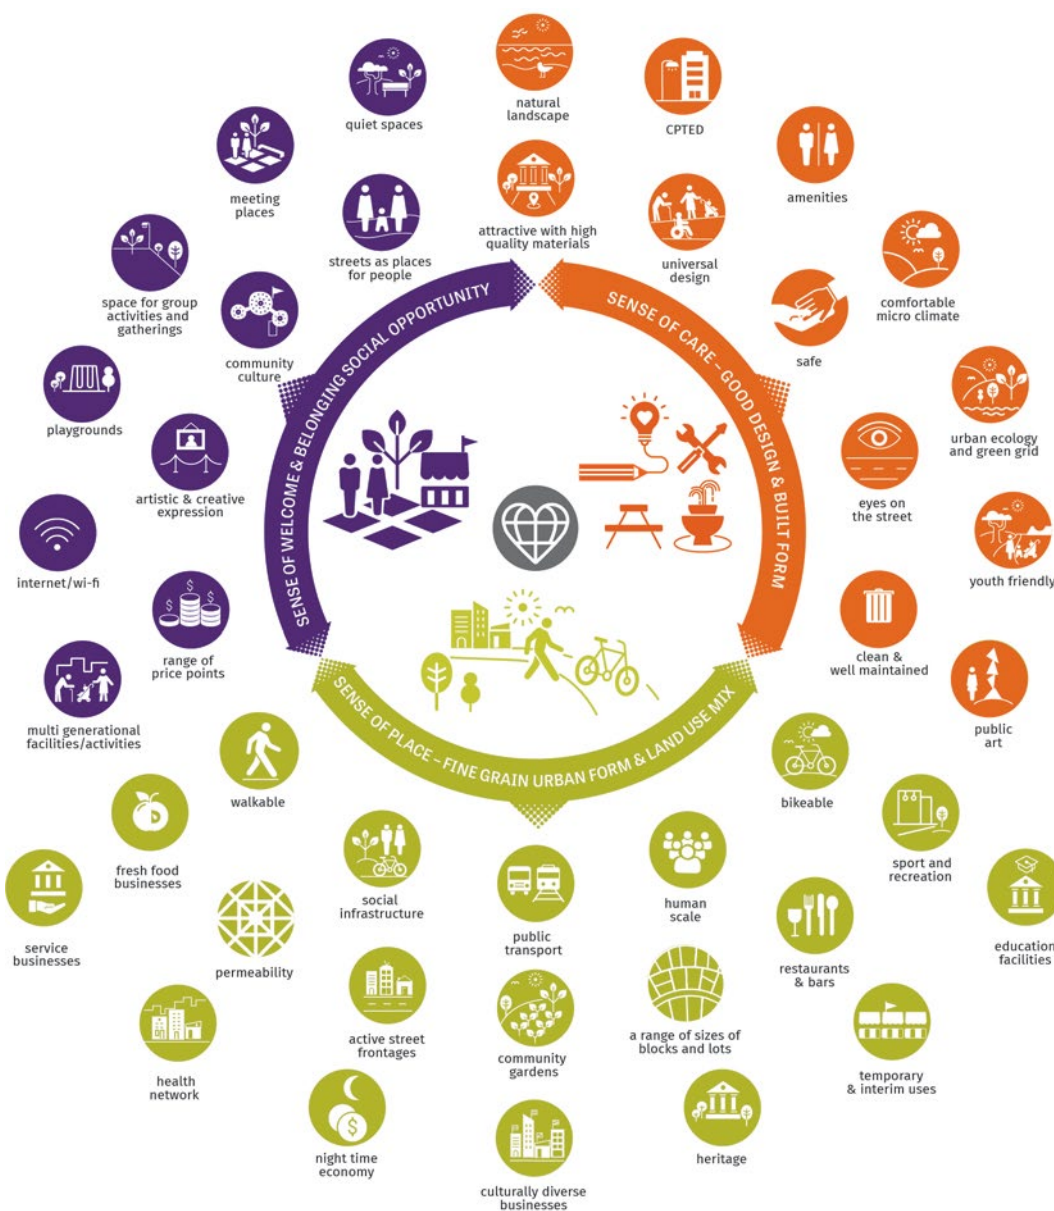 quiet spaces
natural
landscape
CPTED
meeting
places
amenities
attractive with high
quality materials
streets as places
for people
universal
design
space for group
activities and
gatherings
comfortable
micro climate
community
culture
safe
playgrounds
urban ecology
and green grid
artistic & creative
expression
eyes on
the street
internet/wi-fi
youth friendly
range of
price points
clean &
well maintained
multi generational
facilities/activities
public
art
SENSE OF WELCOME & BELONGING SOCIAL OPPORTUNITY
SENSE OF CARE – GOOD DESIGN & BUILT FORM
SENSE OF PLACE – FINE GRAIN URBAN FORM & LAND USE MIX
$
$
$
walkable
bikeable
fresh food
businesses
sport and
recreation
social
infrastructure
human
scale
service
businesses
public
transport
education
facilities
permeability
restaurants
& bars
active street
frontages
community
gardens
a range of sizes of
blocks and lots
health
network
temporary
& interim uses
$
night time
economy
heritage
culturally diverse
businesses